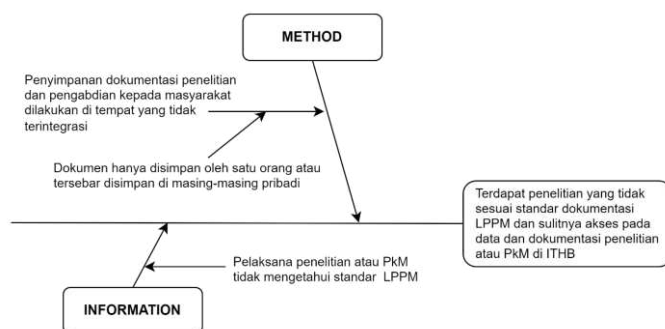 METHOD
Penyimpanan dokumentasi penelitian
dan pengabdian kepada masyarakat
dilakukan di tempat yang tidak
terintegrasi
Dokumen hanya disimpan oleh satu orang atau
tersebar disimpan di masing-masing pribadi
Terdapat penelitian yang tidak
sesuai standar dokumentasi
LPPM dan sulitnya akses pada
data dan dokumentasi penelitian
atau PkM di ITHB
Pelaksana penelitian atau PkM
tidak mengetahui standar LPPM
INFORMATION